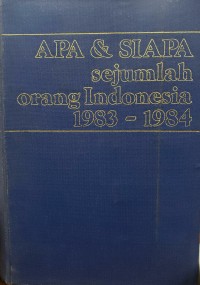 APA & SIAPA
sejumlah
orang Indonesia
1983 - 1984